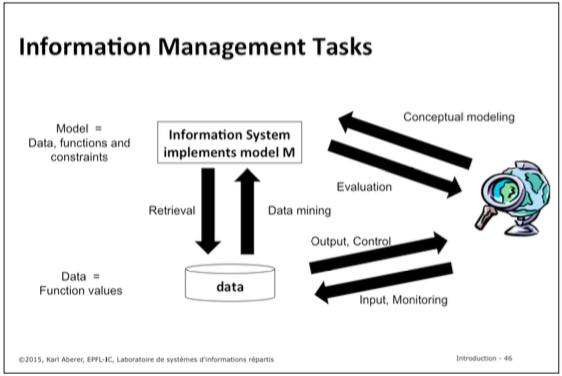 Information Management Tasks
Conceptual modeling
Model =
Data, functions and
constraints
Information System
implements model M
Evaluation
Retrieval
Data mining
Output, Control
Data =
Function values
data
Input, Monitoring
©2015, Karl Aberer, EPFL-IC, Laboratoire de systèmes d'informations répartis
Introduction - 46